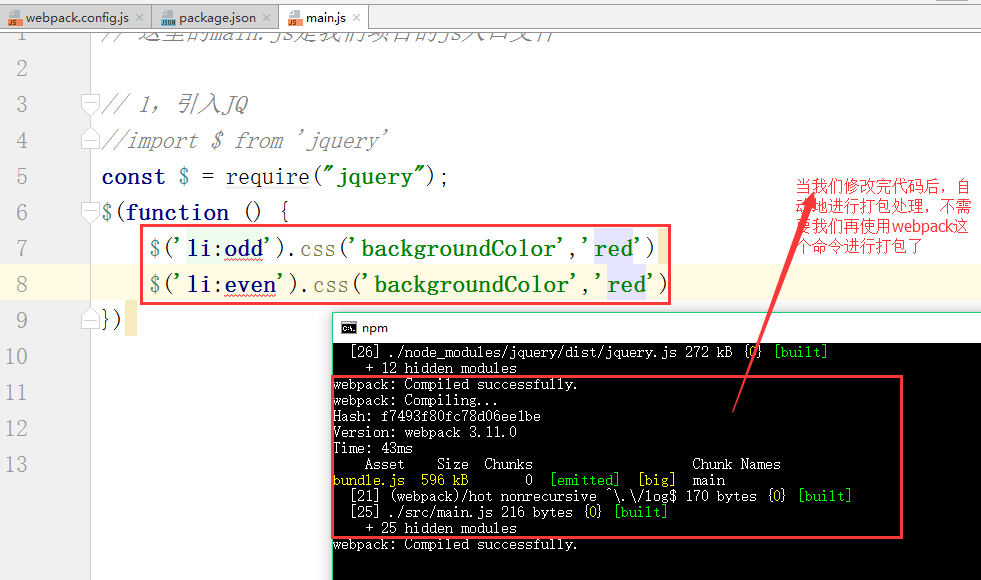 webpack.config.js package.json main.js
1 // 这里的main.js是我们项目的js入口文件
2
3 // 1，引入JQ
4 //import $ from 'jquery'
5 const $ = require("jquery");
6 $(function () {
7 $('li:odd').css('backgroundColor','red')
8 $('li:even').css('backgroundColor','red')
9 })
10
11
12
13
当我们修改完代码后，自
动地进行打包处理，不需
要我们再使用webpack这
个命令进行打包了
npm
[26] ./node_modules/jquery/dist/jquery.js 272 kB {0} [built]
+ 12 hidden modules
webpack: Compiled successfully.
webpack: Compiling...
Hash: f7493f80fc78d06ee1be
Version: webpack 3.11.0
Time: 43ms
Asset Size Chunks Chunk Names
bundle.js 596 kB 0 [emitted] [big] main
[21] (webpack)/hot nonrecursive ^\.\/log$ 170 bytes {0} [built]
[25] ./src/main.js 216 bytes {0} [built]
+ 25 hidden modules
webpack: Compiled successfully.